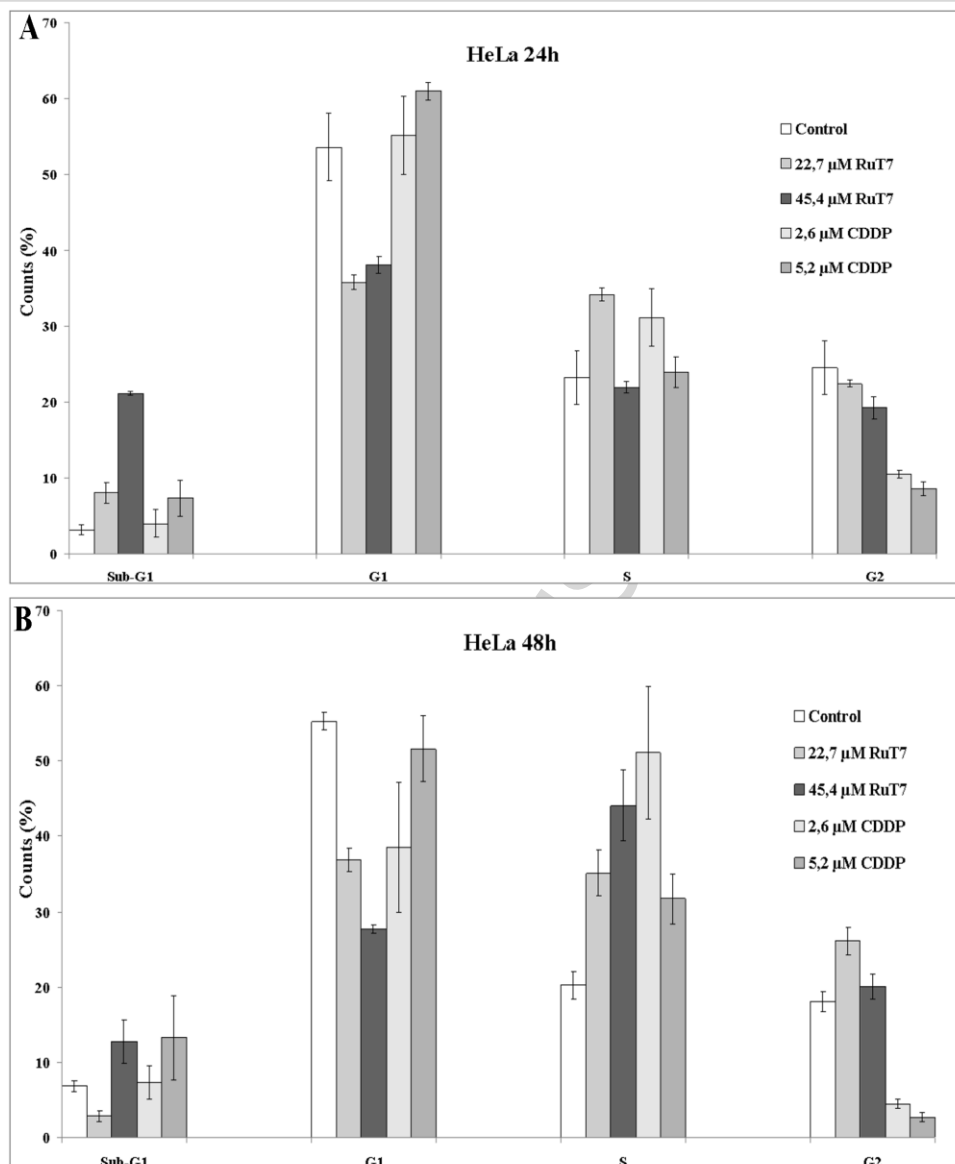 A
HeLa 24h
70
60
50
40
30
20
10
0
Counts (%)
Control
22,7 µM RuT7
45,4 µM RuT7
2,6 µM CDDP
5,2 µM CDDP
Sub-G1 G1 S G2
B
HeLa 48h
70
60
50
40
30
20
10
0
Counts (%)
Control
22,7 µM RuT7
45,4 µM RuT7
2,6 µM CDDP
5,2 µM CDDP
Sub-G1 G1 S G2